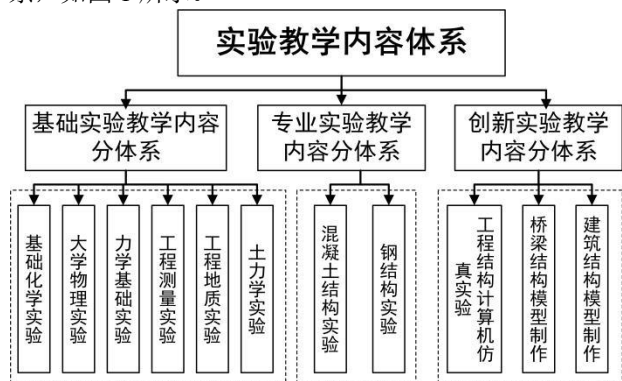 实验教学内容体系
基础实验教学内容
分体系
专业实验教学
内容分体系
创新实验教学
内容分体系
基础化学实验
大学物理实验
力学基础实验
工程测量实验
工程地质实验
土力学实验
混凝土结构实验
钢结构实验
工程结构计算机仿
真实验
桥梁结构模型制作
建筑结构模型制作